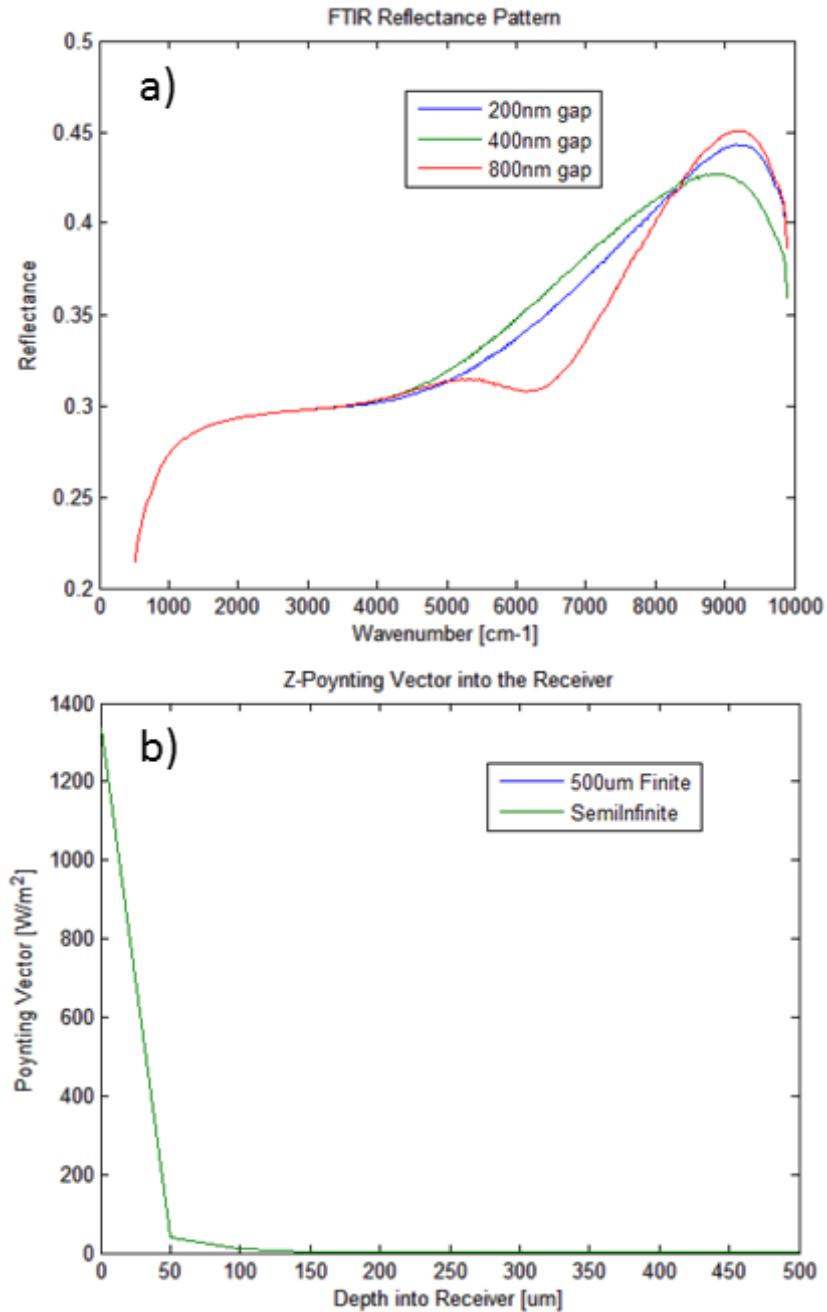 FTIR Reflectance Pattern
a)
200nm gap
400nm gap
800nm gap
0.5
0.45
0.4
0.35
0.3
0.25
0.2
Reflectance
0 1000 2000 3000 4000 5000 6000 7000 8000 9000 10000
Wavenumber [cm-1]
Z-Poynting Vector into the Receiver
b)
500um Finite
SemiInfinite
1400
1200
1000
800
600
400
200
0
Poynting Vector [W/m²]
0 50 100 150 200 250 300 350 400 450 500
Depth into Receiver [um]